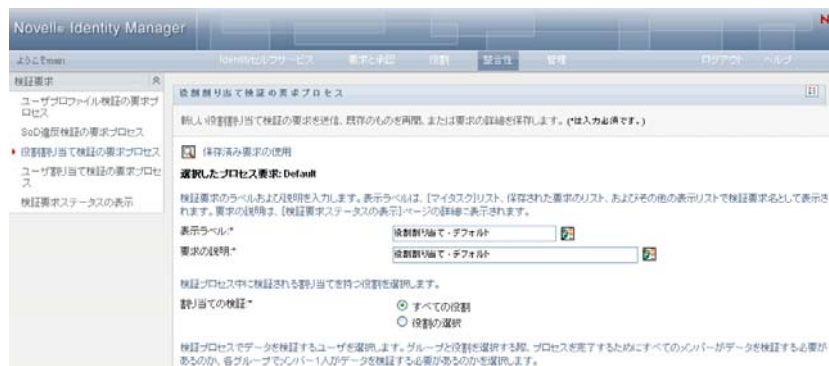 Novell® Identity Manager
N
ようこそmain
Identityセルフサービス 要求と承認 役割 整合性 管理 ログアウト ヘルプ
検証要求
ユーザプロファイル検証の要求プロセス
SoD違反検証の要求プロセス
役割割り当て検証の要求プロセス
ユーザ割り当て検証の要求プロセス
検証要求ステータスの表示
役割割り当て検証の要求プロセス
新しい役割割り当て検証の要求を送信、既存のものを再開、または要求の詳細を保存します。(*は入力必須です。)
保存済み要求の使用
選択したプロセス要求: Default
検証要求のラベルおよび説明を入力します。表示ラベルは、[マイタスク]リスト、保存された要求のリスト、およびその他の表示リストで検証要求名として表示さ
れます。要求の説明は、[検証要求ステータスの表示]ページの詳細に表示されます。
表示ラベル:* 役割割り当て - デフォルト
要求の説明:* 役割割り当て - デフォルト
検証プロセス中に検証される割り当てを持つ役割を選択します。
割り当ての検証:* すべての役割
役割の選択
検証プロセスでデータを検証するユーザを選択します。グループと役割を選択する際、プロセスを完了するためにすべてのメンバーがデータを検証する必要が
あるのか、各グループでメンバー1人がデータを検証する必要があるのかを選択します。